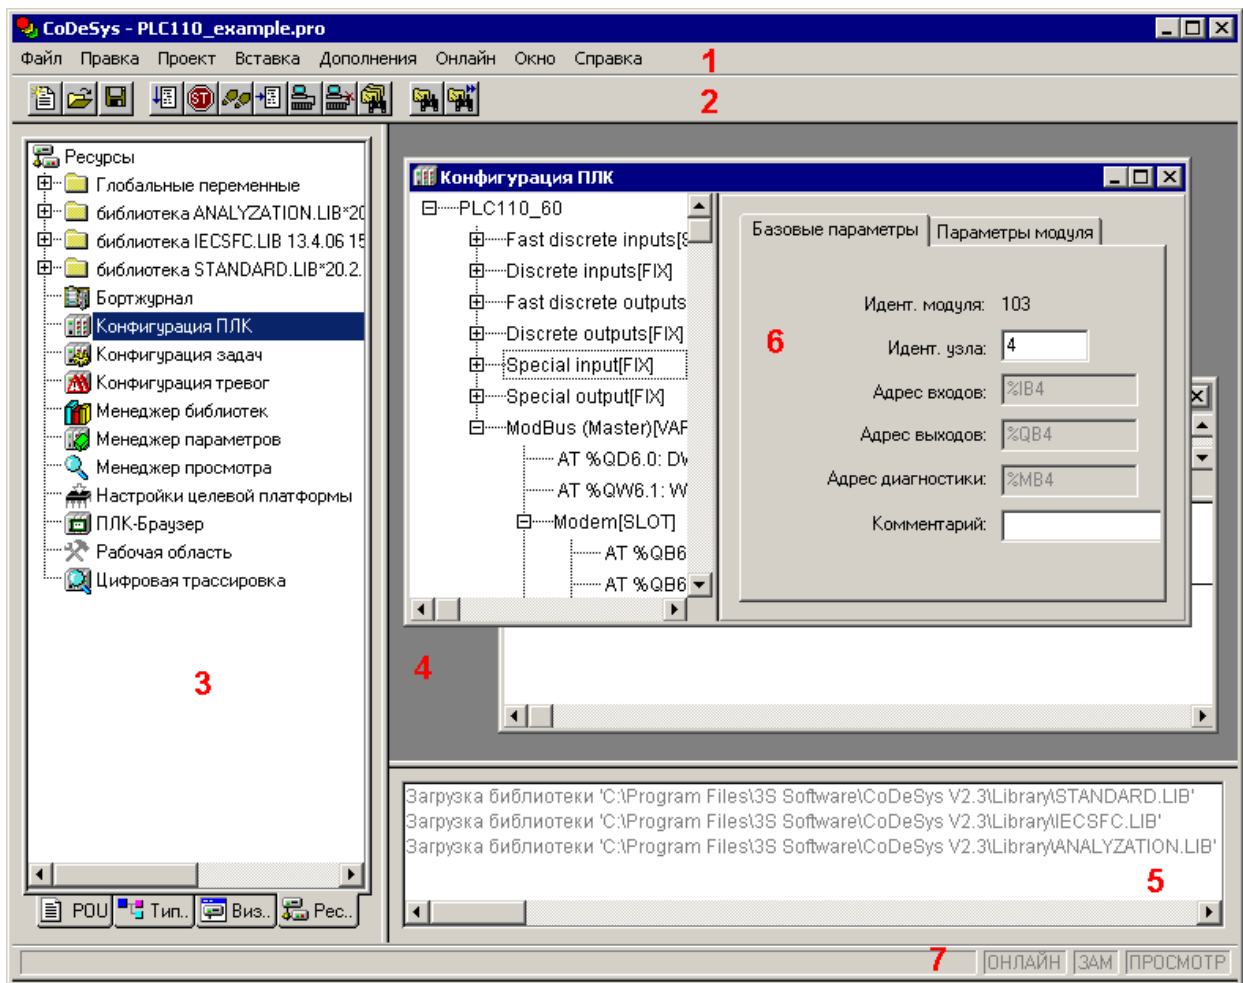 CoDeSys - PLC110_example.pro
Файл Правка Проект Вставка Дополнения Онлайн Окно Справка
1
2
Ресурсы
Глобальные переменные
библиотека ANALYZATION.LIB*20
библиотека IECSFC.LIB 13.4.06 15
библиотека STANDARD.LIB*20.2.
Бортжурнал
Конфигурация ПЛК
Конфигурация задач
Конфигурация тревог
Менеджер библиотек
Менеджер параметров
Менеджер просмотра
Настройки целевой платформы
ПЛК-Браузер
Рабочая область
Цифровая трассировка
3
POU Тип.. Виз.. Рес..
Конфигурация ПЛК
PLC110_60
Fast discrete inputs[S
Discrete inputs[FIX]
Fast discrete outputs
Discrete outputs[FIX]
Special input[FIX]
Special output[FIX]
ModBus (Master)[VAR
AT %QD6.0: DW
AT %QW6.1: W
Modem[SLOT]
AT %QB6
AT %QB6
Базовые параметры Параметры модуля
Идент. модуля: 103
6
Идент. узла: 4
Адрес входов: %IB4
Адрес выходов: %QB4
Адрес диагностики: %MB4
Комментарий:
4
Загрузка библиотеки 'C:\Program Files\3S Software\CoDeSys V2.3\Library\STANDARD.LIB'
Загрузка библиотеки 'C:\Program Files\3S Software\CoDeSys V2.3\Library\IECSFC.LIB'
Загрузка библиотеки 'C:\Program Files\3S Software\CoDeSys V2.3\Library\ANALYZATION.LIB'
5
7
ОНЛАЙН ЗАМ ПРОСМОТР